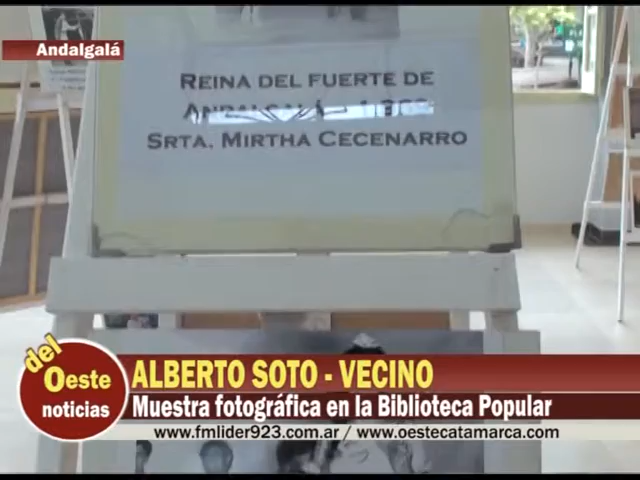 Andalgalá
REINA DEL FUERTE DE
ANDALGALÁ
SRTA. MIRTHA CECENARRO
del Oeste noticias
ALBERTO SOTO - VECINO
Muestra fotográfica en la Biblioteca Popular
www.fmlider923.com.ar / www.oestecatamarca.com